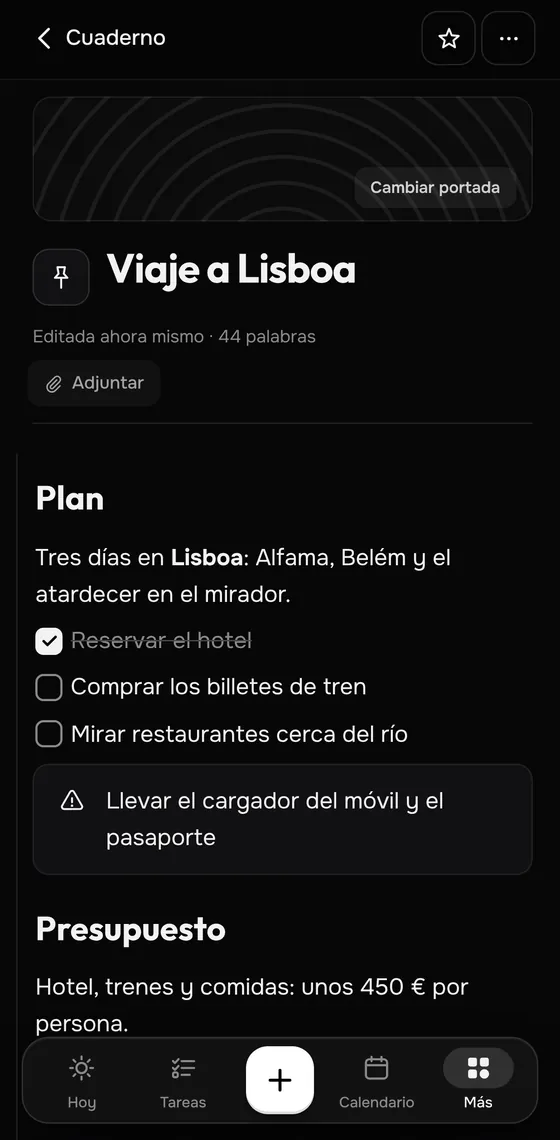 Cuaderno
Cambiar portada
Viaje a Lisboa
Editada ahora mismo · 44 palabras
Adjuntar
Plan
Tres días en Lisboa: Alfama, Belém y el
atardecer en el mirador.
Reservar el hotel
Comprar los billetes de tren
Mirar restaurantes cerca del río
Llevar el cargador del móvil y el
pasaporte
Presupuesto
Hotel, trenes y comidas: unos 450 € por
persona.
Hoy
Tareas
Calendario
Más